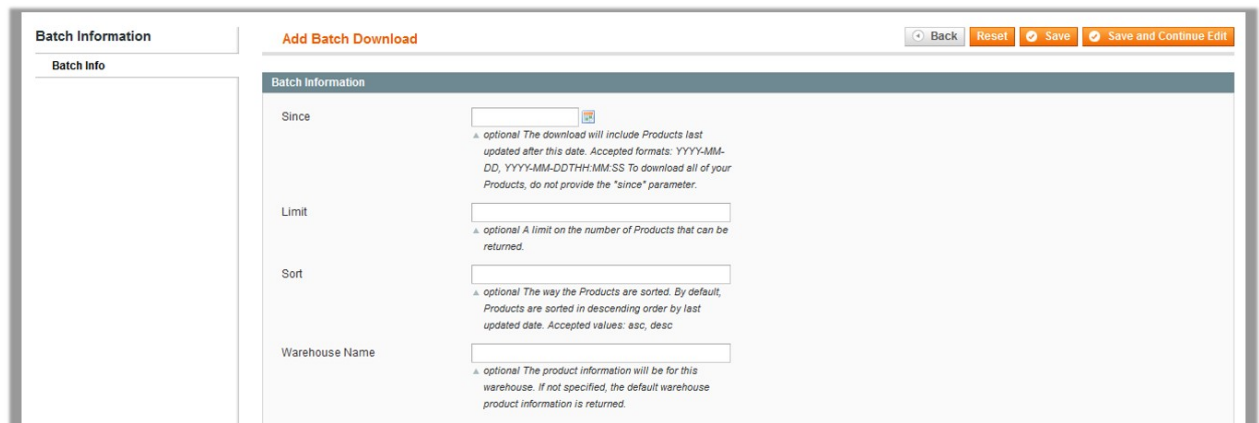 Batch Information
Batch Info
Add Batch Download
Back Reset Save Save and Continue Edit
Batch Information
Since
optional The download will include Products last
updated after this date. Accepted formats: YYYY-MM-
DD, YYYY-MM-DDTHH:MM:SS To download all of your
Products, do not provide the "since" parameter.
Limit
optional A limit on the number of Products that can be
returned.
Sort
optional The way the Products are sorted. By default,
Products are sorted in descending order by last
updated date. Accepted values: asc, desc
Warehouse Name
optional The product information will be for this
warehouse. If not specified, the default warehouse
product information is returned.